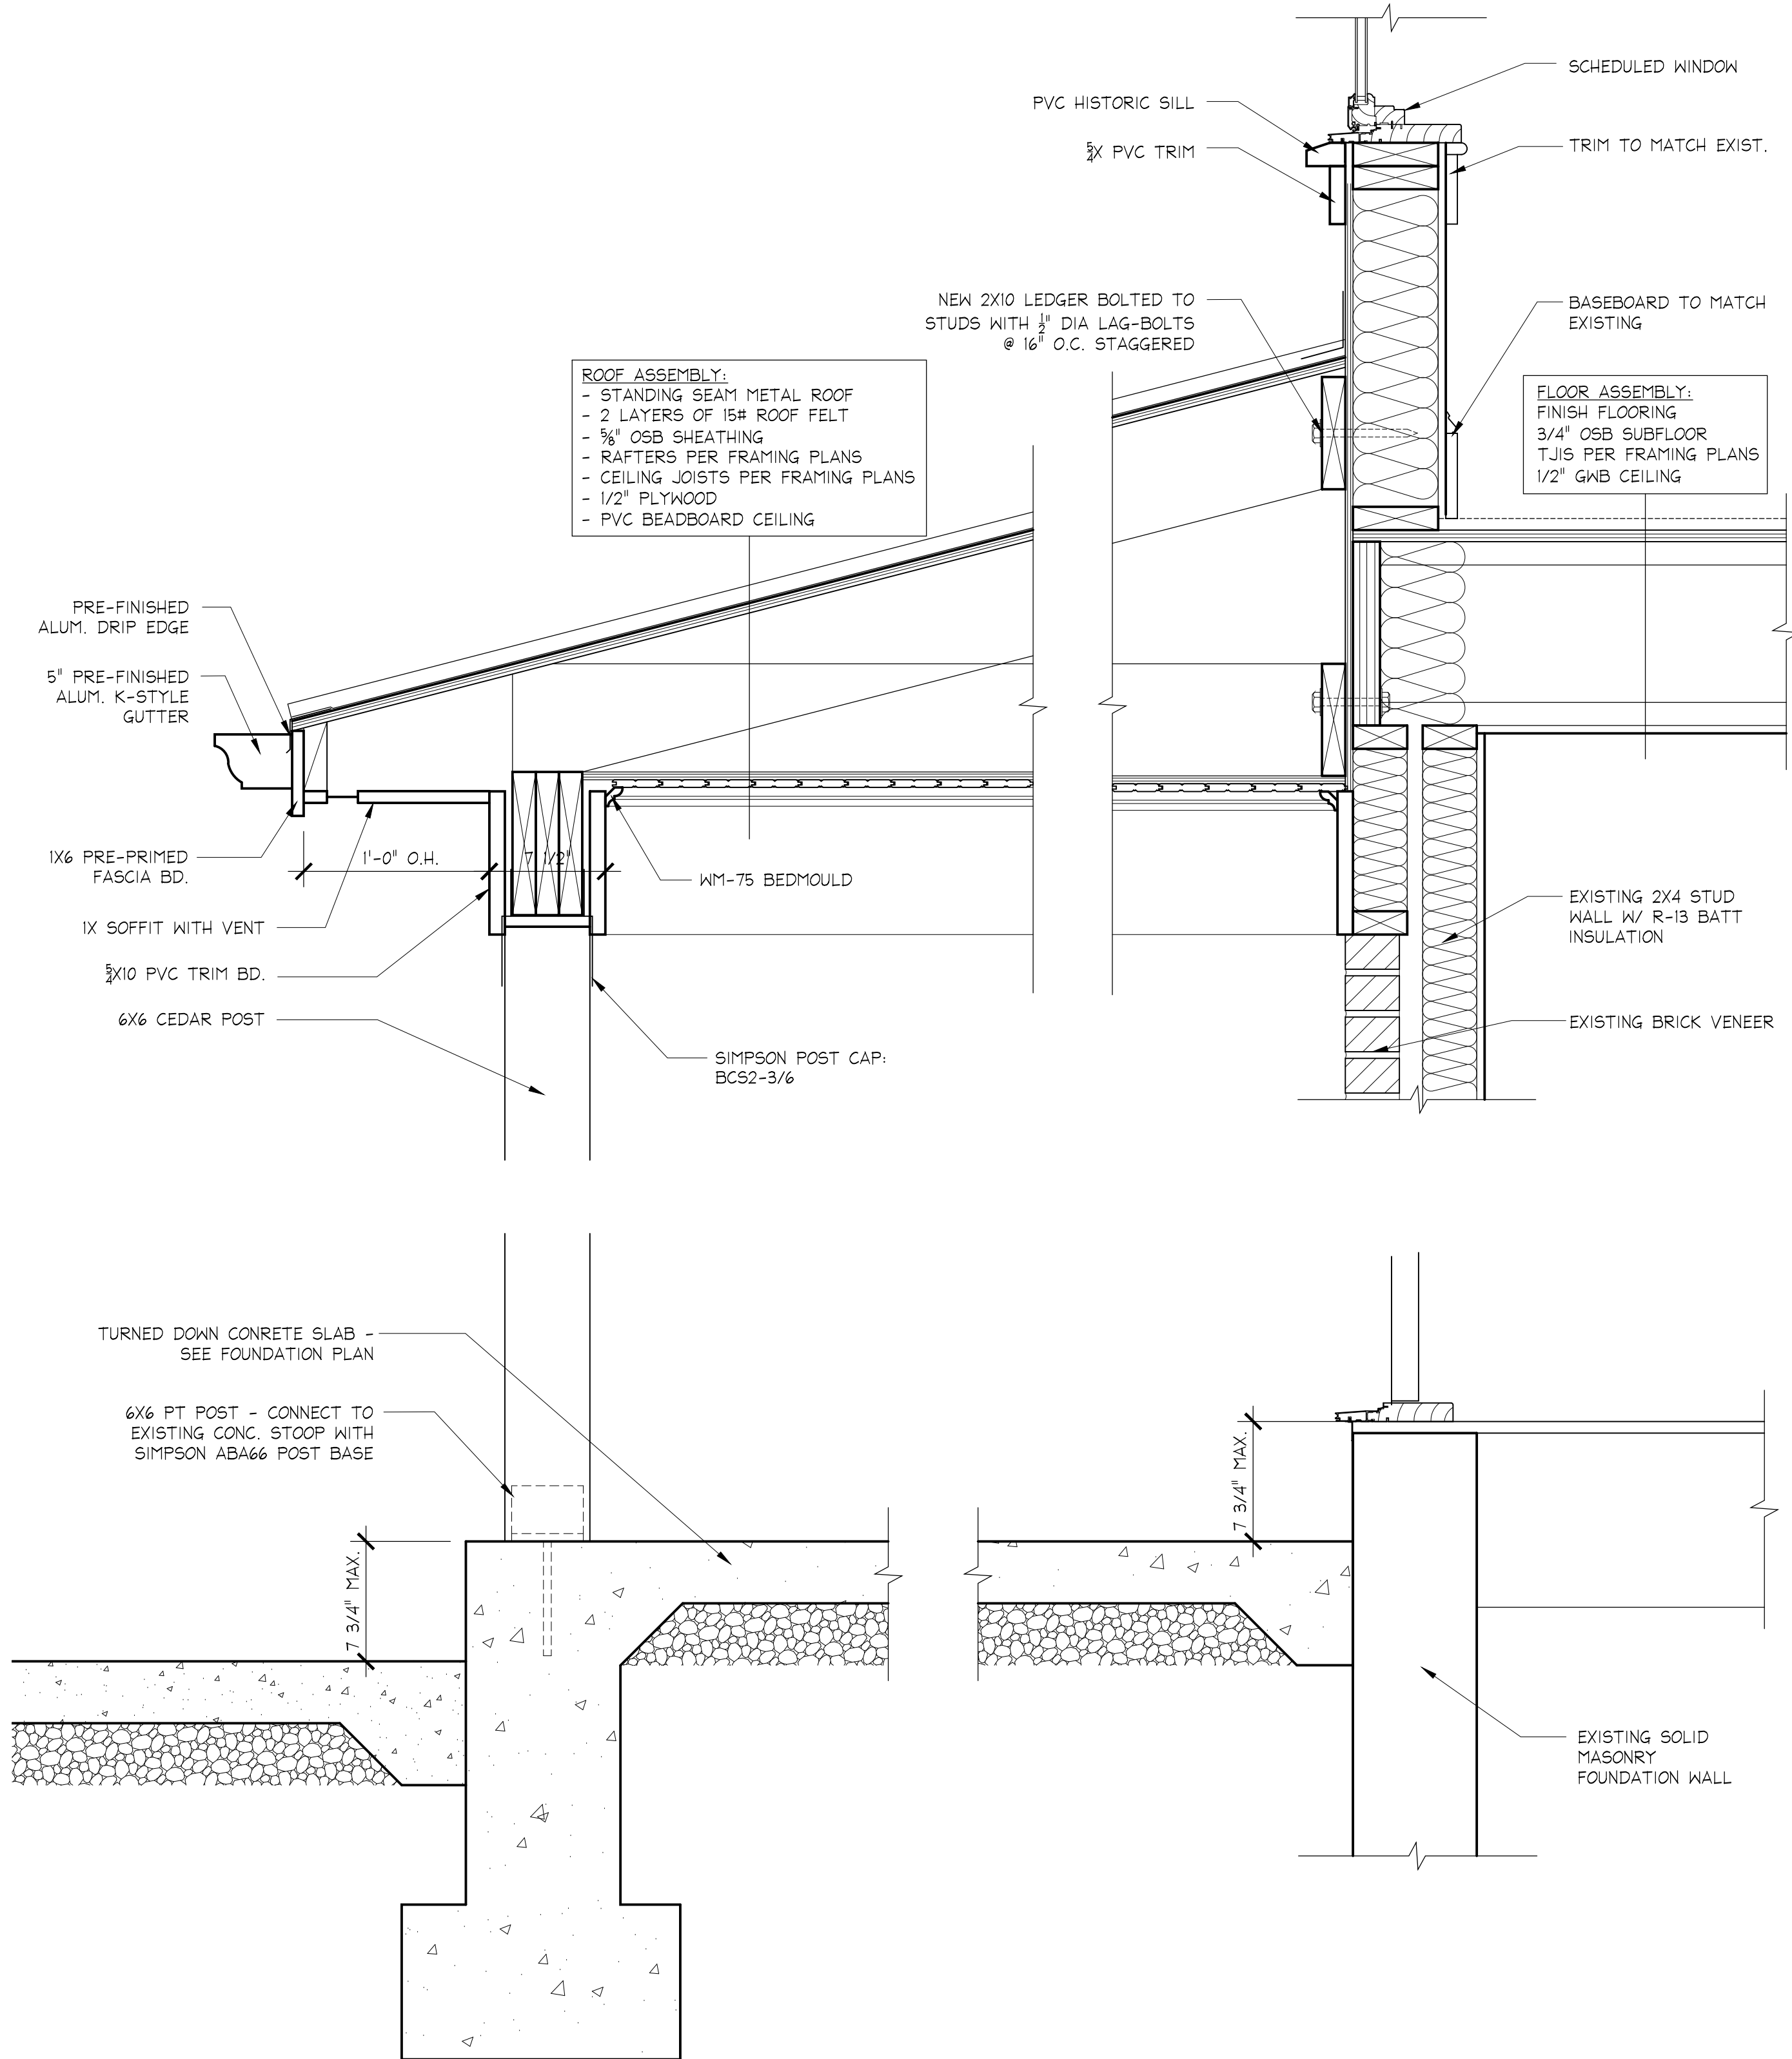 SCHEDULED WINDOW
PVC HISTORIC SILL
5/4X PVC TRIM
TRIM TO MATCH EXIST.
NEW 2X10 LEDGER BOLTED TO
STUDS WITH 1/2" DIA LAG-BOLTS
@ 16" O.C. STAGGERED
BASEBOARD TO MATCH
EXISTING
ROOF ASSEMBLY:
- STANDING SEAM METAL ROOF
- 2 LAYERS OF 15# ROOF FELT
- 5/8" OSB SHEATHING
- RAFTERS PER FRAMING PLANS
- CEILING JOISTS PER FRAMING PLANS
- 1/2" PLYWOOD
- PVC BEADBOARD CEILING
FLOOR ASSEMBLY:
FINISH FLOORING
3/4" OSB SUBFLOOR
TJIS PER FRAMING PLANS
1/2" GWB CEILING
PRE-FINISHED
ALUM. DRIP EDGE
5" PRE-FINISHED
ALUM. K-STYLE
GUTTER
1X6 PRE-PRIMED
FASCIA BD.
1'-0" O.H.
7 1/2"
WM-75 BEDMOULD
1X SOFFIT WITH VENT
5/4X10 PVC TRIM BD.
6X6 CEDAR POST
SIMPSON POST CAP:
BCS2-3/6
EXISTING 2X4 STUD
WALL W/ R-13 BATT
INSULATION
EXISTING BRICK VENEER
TURNED DOWN CONRETE SLAB -
SEE FOUNDATION PLAN
6X6 PT POST - CONNECT TO
EXISTING CONC. STOOP WITH
SIMPSON ABA66 POST BASE
7 3/4" MAX.
7 3/4" MAX.
EXISTING SOLID
MASONRY
FOUNDATION WALL